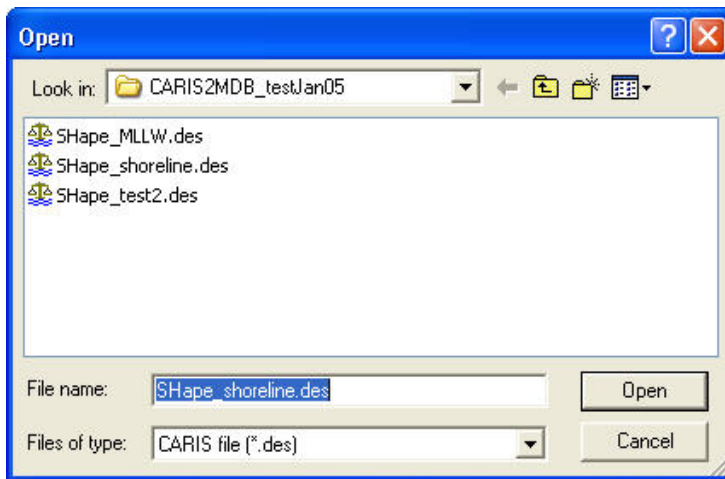 Open
Look in: CARIS2MDB_testJan05
SHape_MLLW.des
SHape_shoreline.des
SHape_test2.des
File name: SHape_shoreline.des Open
Files of type: CARIS file (*.des) Cancel